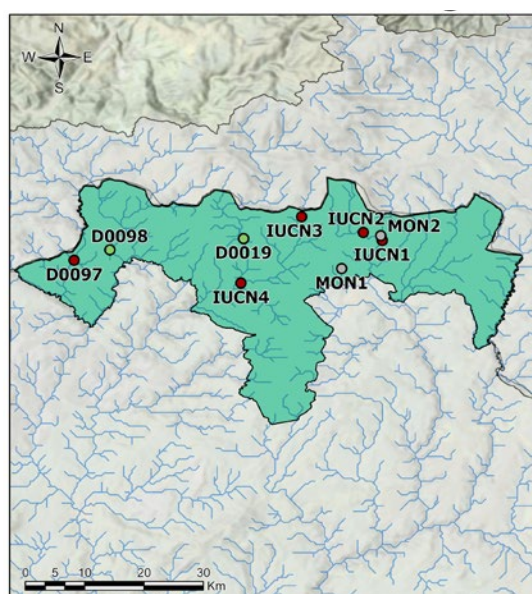 N
W E
S
IUCN2
MON2
IUCN3
D0098
D0019
IUCN1
D0097
MON1
IUCN4
0 5 10 20 30
Km